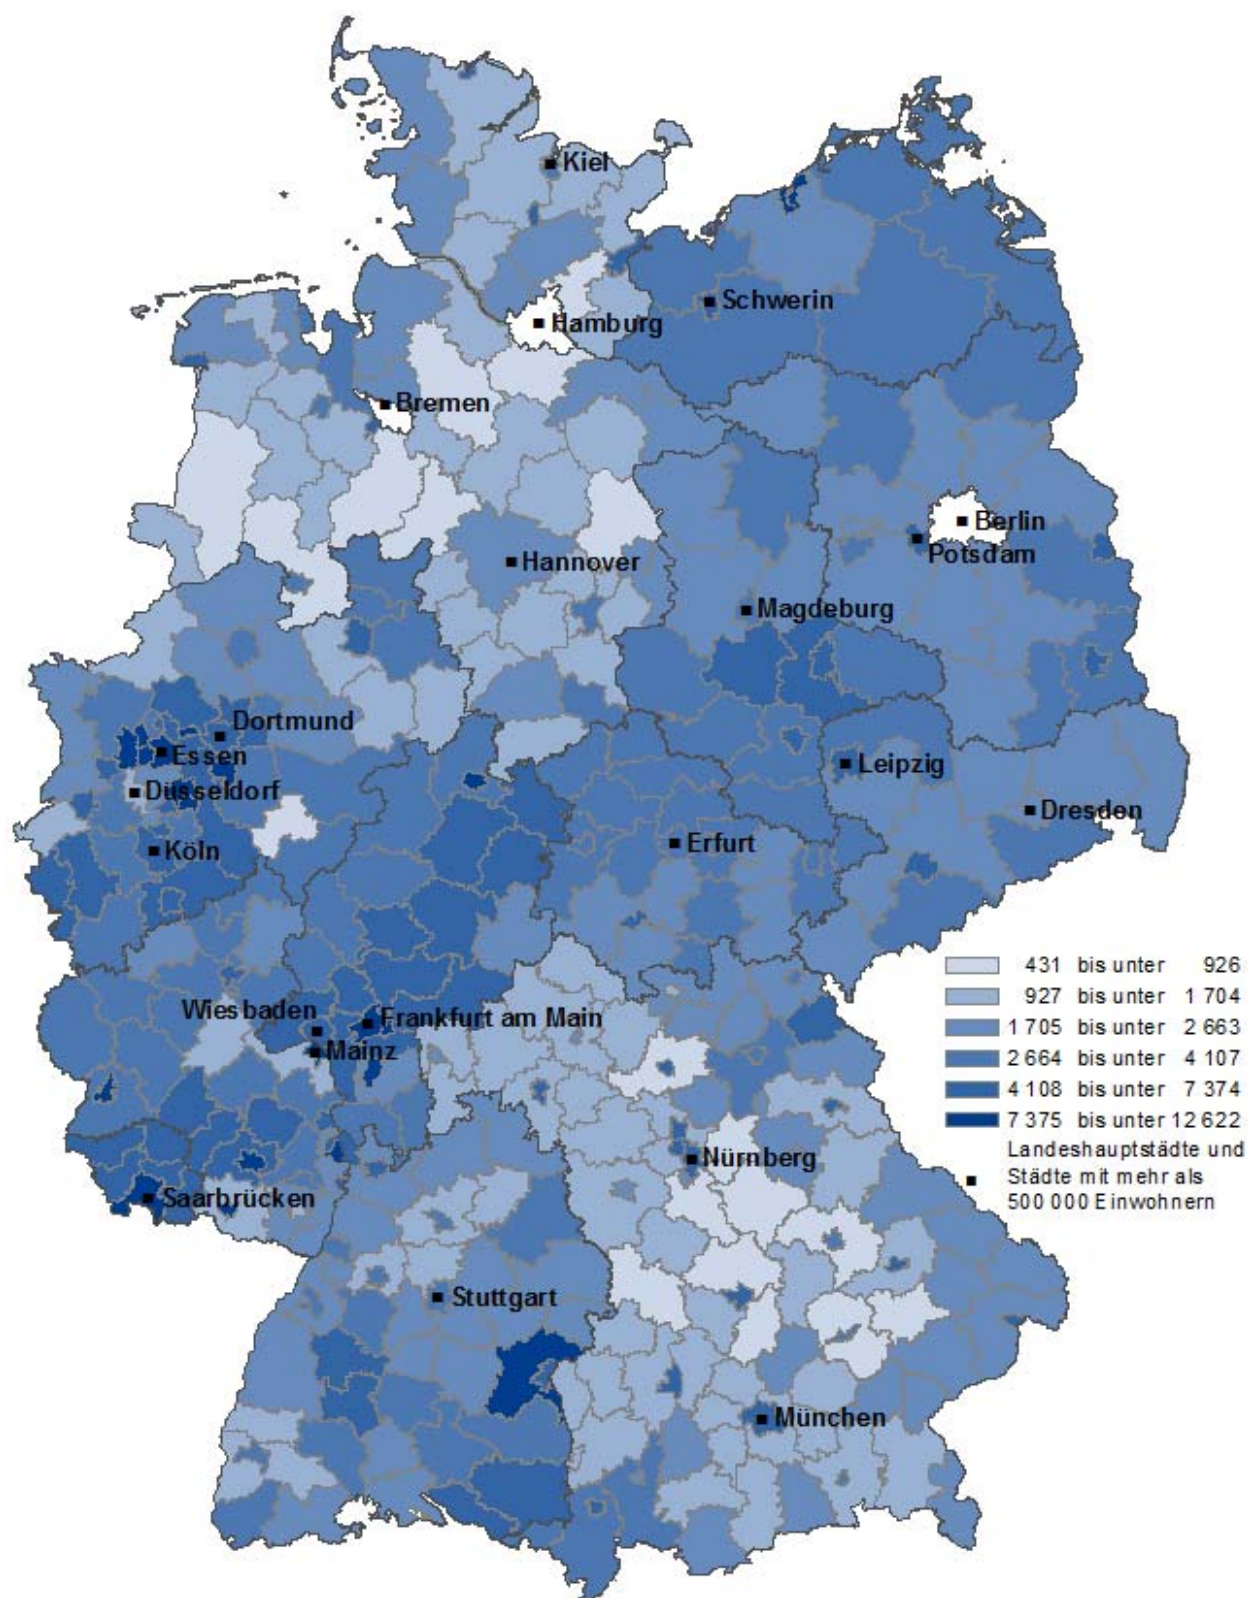 Kiel
Schwerin
Hamburg
Bremen
Berlin
Potsdam
Hannover
Magdeburg
Dortmund
Essen
Leipzig
Düsseldorf
Dresden
Erfurt
Köln
431 bis unter 926
927 bis unter 1 704
1 705 bis unter 2 663
2 664 bis unter 4 107
4 108 bis unter 7 374
7 375 bis unter 12 622
Landeshauptstädte und
Städte mit mehr als
500 000 Einwohnern
Wiesbaden
Frankfurt am Main
Mainz
Nürnberg
Saarbrücken
Stuttgart
München